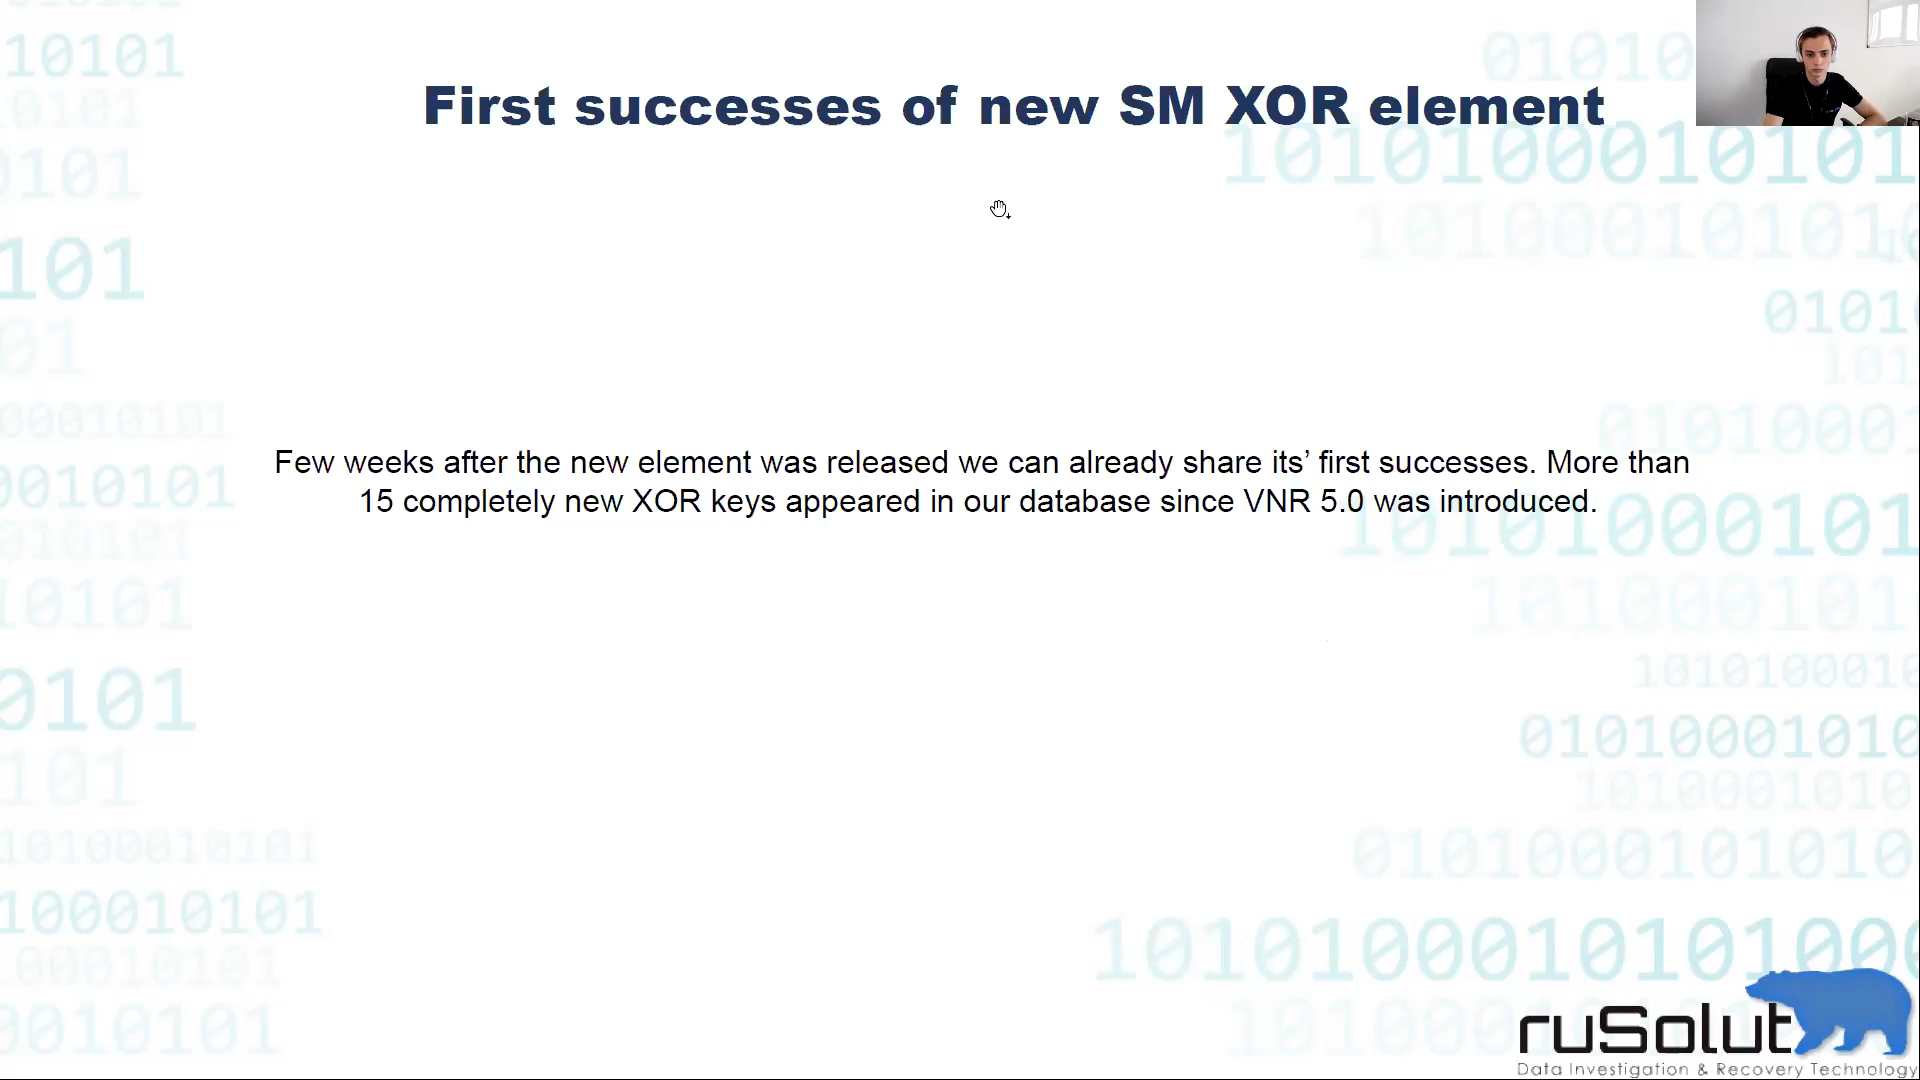 First successes of new SM XOR element
Few weeks after the new element was released we can already share its’ first successes. More than
15 completely new XOR keys appeared in our database since VNR 5.0 was introduced.
ruSolut
Data Investigation & Recovery Technology